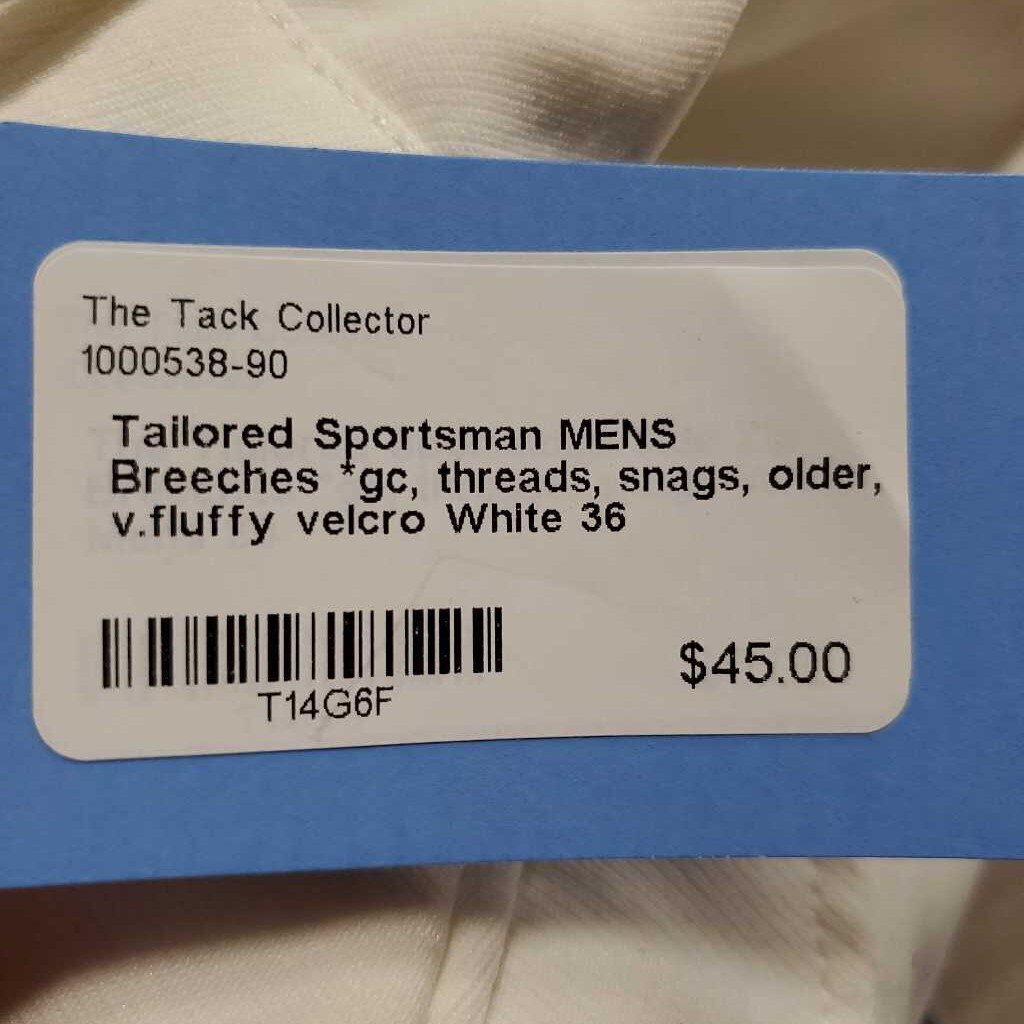 The Tack Collector
1000538-90
Tailored Sportsman MENS
Breeches *gc, threads, snags, older,
v.fluffy velcro White 36
T14G6F
$45.00